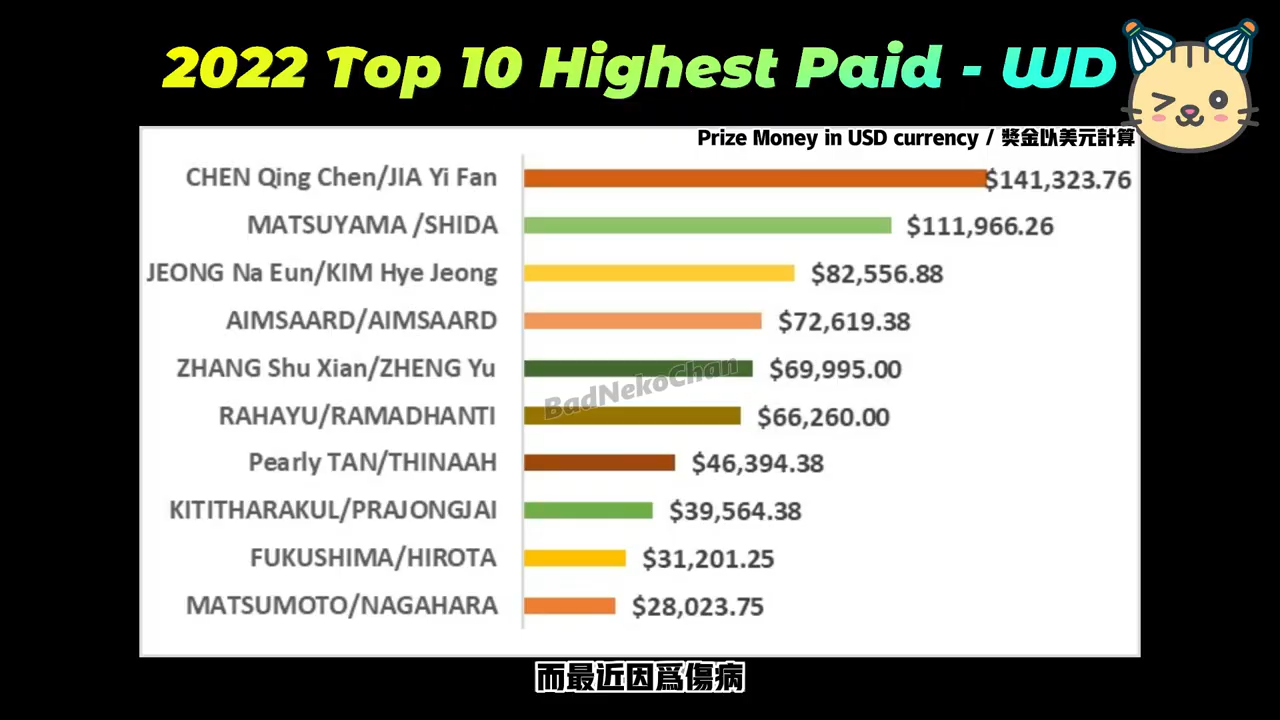 2022 Top 10 Highest Paid - WD
Prize Money in USD currency / 獎金以美元計算
CHEN Qing Chen/JIA Yi Fan $141,323.76
MATSUYAMA /SHIDA $111,966.26
JEONG Na Eun/KIM Hye Jeong $82,556.88
AIMSAARD/AIMSAARD $72,619.38
ZHANG Shu Xian/ZHENG Yu $69,995.00
BadNekoChan
RAHAYU/RAMADHANTI $66,260.00
Pearly TAN/THINAAH $46,394.38
KITITHARAKUL/PRAJONGJAI $39,564.38
FUKUSHIMA/HIROTA $31,201.25
MATSUMOTO/NAGAHARA $28,023.75
而最近因爲傷病